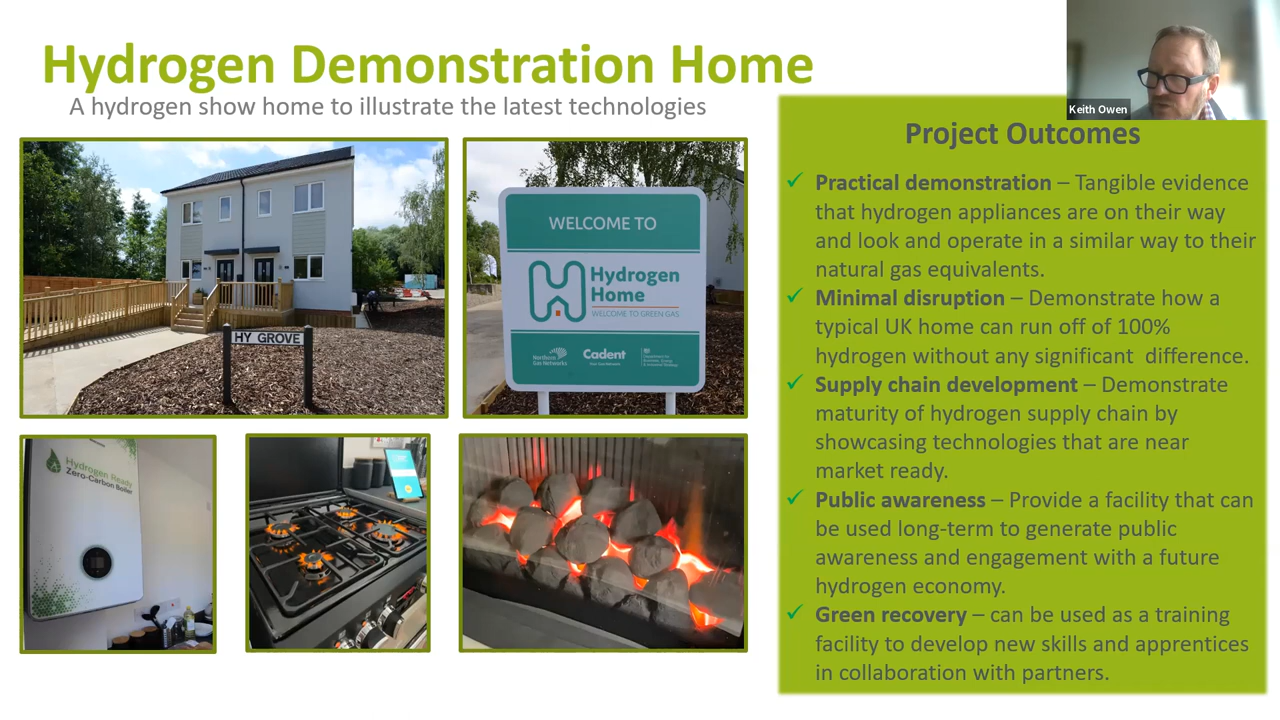 Hydrogen Demonstration Home
A hydrogen show home to illustrate the latest technologies
Keith Owen
HY GROVE
WELCOME TO
Hydrogen
Home
WELCOME TO GREEN GAS
Northern
Gas Networks
Cadent
Hydrogen Ready
Zero-Carbon Boiler
Project Outcomes
✓ Practical demonstration – Tangible evidence
that hydrogen appliances are on their way
and look and operate in a similar way to their
natural gas equivalents.
✓ Minimal disruption – Demonstrate how a
typical UK home can run off of 100%
hydrogen without any significant  difference.
✓ Supply chain development – Demonstrate
maturity of hydrogen supply chain by
showcasing technologies that are near
market ready.
✓ Public awareness – Provide a facility that can
be used long-term to generate public
awareness and engagement with a future
hydrogen economy.
✓ Green recovery – can be used as a training
facility to develop new skills and apprentices
in collaboration with partners.